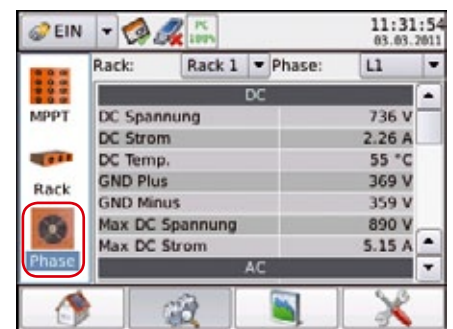 EIN PC 100% 11:31:54
03.03.2011
Rack: Rack 1 Phase: L1
MPPT
Rack
Phase
DC
DC Spannung 736 V
DC Strom 2.26 A
DC Temp. 55 °C
GND Plus 369 V
GND Minus 359 V
Max DC Spannung 890 V
Max DC Strom 5.15 A
AC